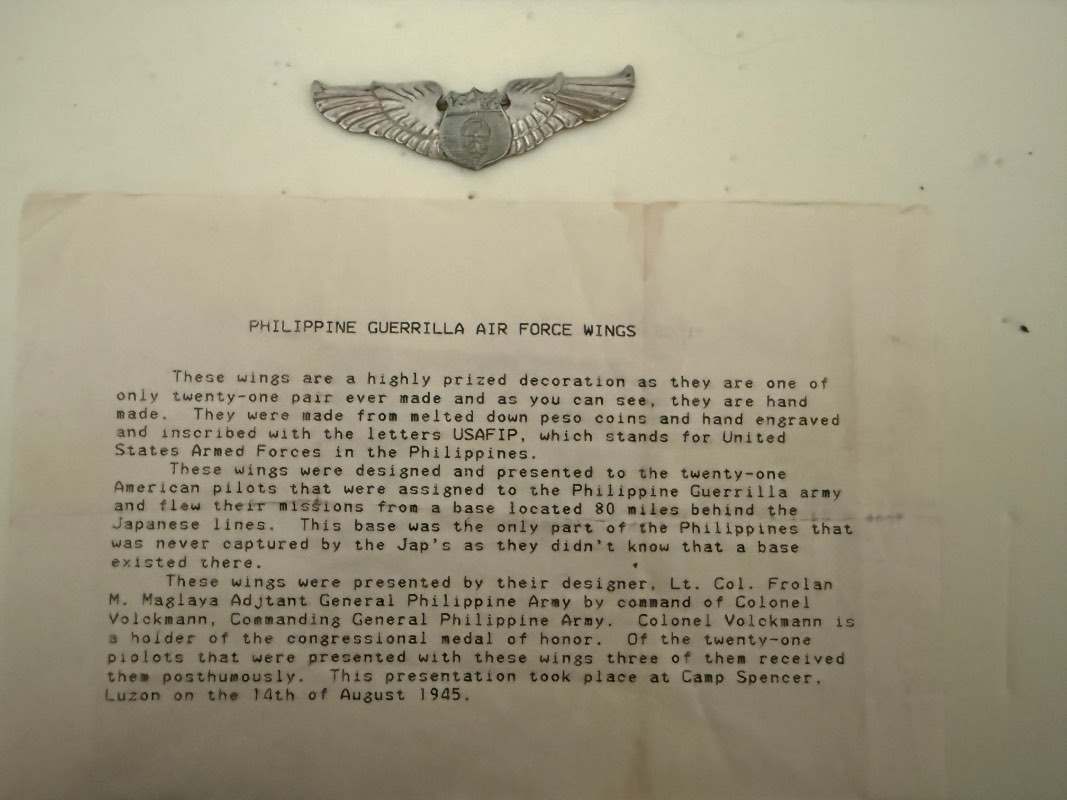 PHILIPPINE GUERRILLA AIR FORCE WINGS
These wings are a highly prized decoration as they are one of
only twenty-one pair ever made and as you can see, they are hand
made. They were made from melted down peso coins and hand engraved
and inscribed with the letters USAFIP, which stands for United
States Armed Forces in the Philippines.
These wings were designed and presented to the twenty-one
American pilots that were assigned to the Philippine Guerrilla army
and flew their missions from a base located 80 miles behind the
Japanese lines. This base was the only part of the Philippines that
was never captured by the Jap's as they didn't know that a base
existed there.
These wings were presented by their designer, Lt. Col. Frolan
M. Maglaya Adjtant General Philippine Army by command of Colonel
Volckmann, Commanding General Philippine Army. Colonel Volckmann is
a holder of the congressional medal of honor. Of the twenty-one
piolots that were presented with these wings three of them received
them posthumously. This presentation took place at Camp Spencer,
Luzon on the 14th of August 1945.